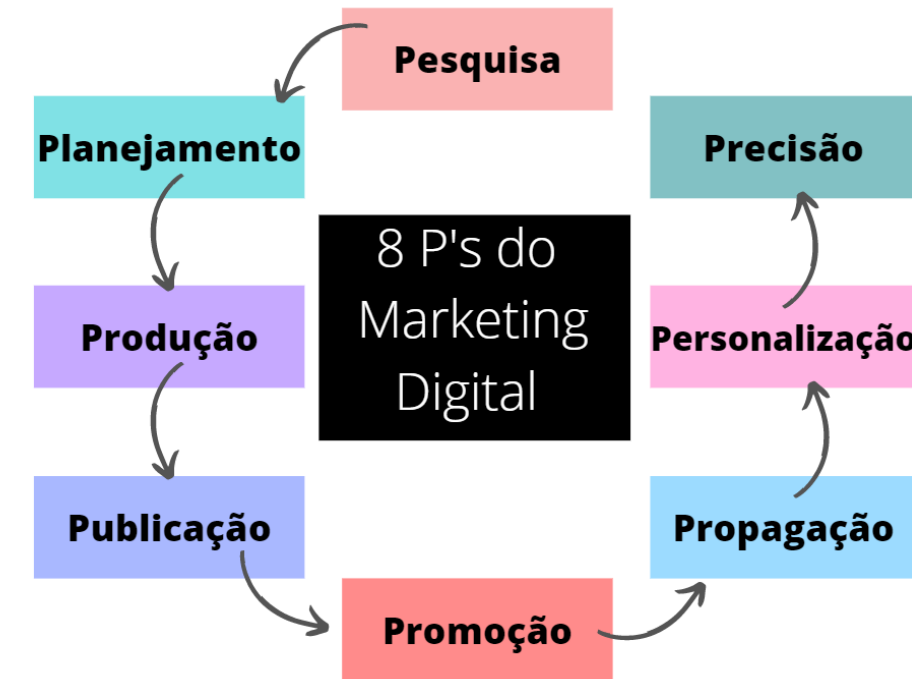 Pesquisa
Planejamento
Precisão
8 P's do
Marketing
Digital
Produção
Personalização
Publicação
Propagação
Promoção